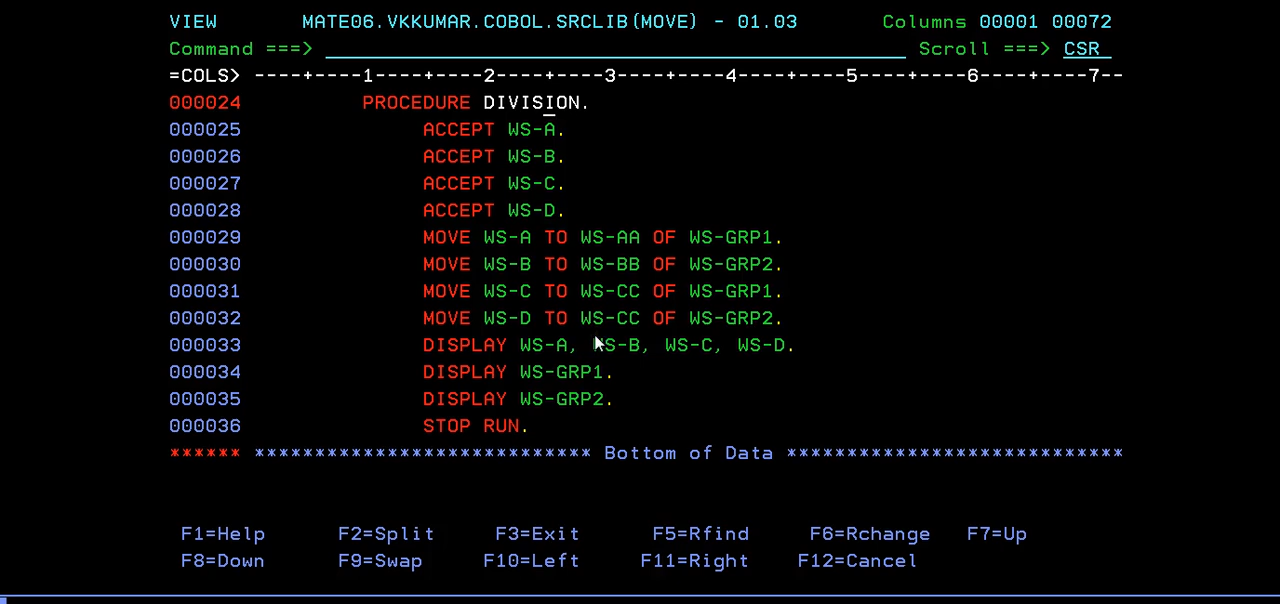 VIEW       MATE06.VKKUMAR.COBOL.SRCLIB(MOVE) - 01.03       Columns 00001 00072
Command ===>                                                  Scroll ===> CSR
=COLS> ----+----1----+----2----+----3----+----4----+----5----+----6----+----7--
000024          PROCEDURE DIVISION.
000025               ACCEPT WS-A.
000026               ACCEPT WS-B.
000027               ACCEPT WS-C.
000028               ACCEPT WS-D.
000029               MOVE WS-A TO WS-AA OF WS-GRP1.
000030               MOVE WS-B TO WS-BB OF WS-GRP2.
000031               MOVE WS-C TO WS-CC OF WS-GRP1.
000032               MOVE WS-D TO WS-CC OF WS-GRP2.
000033               DISPLAY WS-A, WS-B, WS-C, WS-D.
000034               DISPLAY WS-GRP1.
000035               DISPLAY WS-GRP2.
000036               STOP RUN.
****** **************************** Bottom of Data ****************************
F1=Help      F2=Split     F3=Exit      F5=Rfind     F6=Rchange   F7=Up
F8=Down      F9=Swap     F10=Left     F11=Right    F12=Cancel